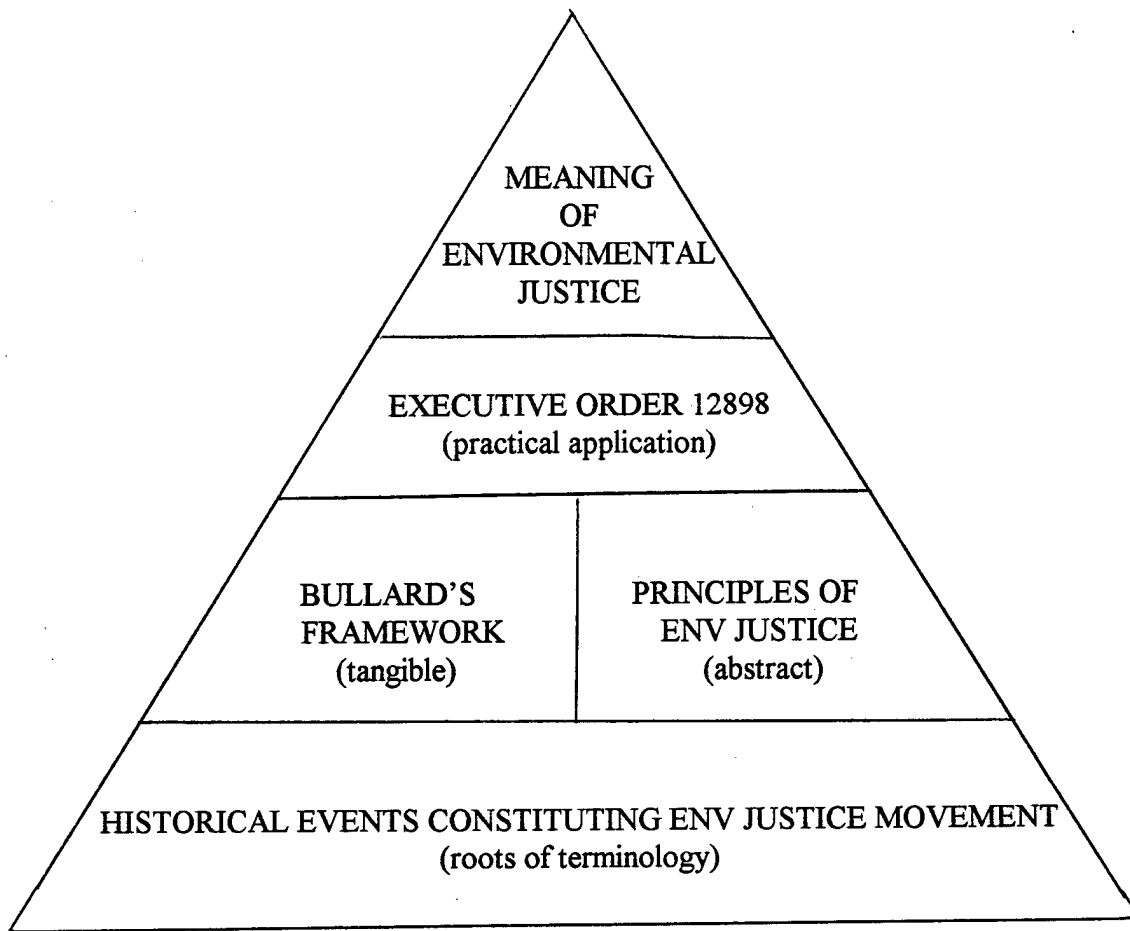 MEANING
OF
ENVIRONMENTAL
JUSTICE
EXECUTIVE ORDER 12898
(practical application)
BULLARD'S
FRAMEWORK
(tangible)
PRINCIPLES OF
ENV JUSTICE
(abstract)
HISTORICAL EVENTS CONSTITUTING ENV JUSTICE MOVEMENT
(roots of terminology)